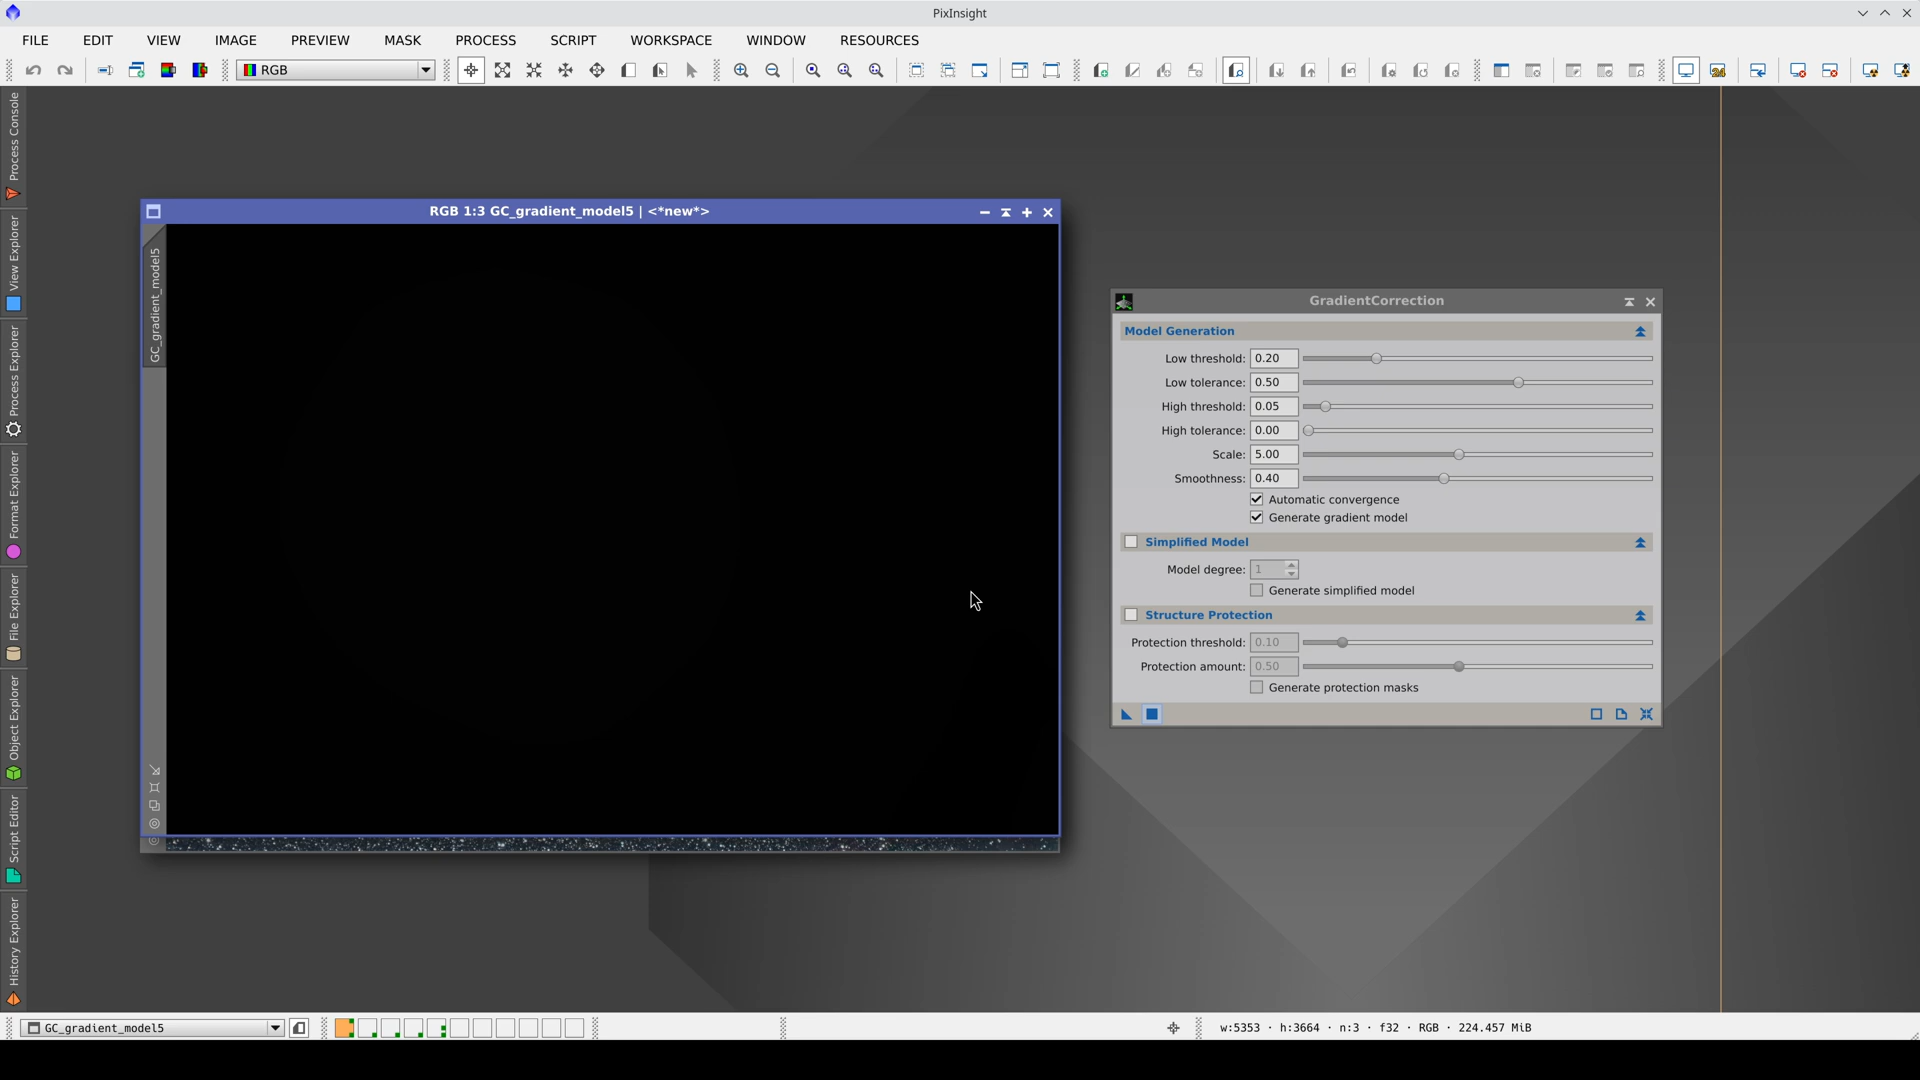 PixInsight
FILE EDIT VIEW IMAGE PREVIEW MASK PROCESS SCRIPT WORKSPACE WINDOW RESOURCES
RGB
24
Process Console
View Explorer
Process Explorer
Format Explorer
File Explorer
Object Explorer
Script Editor
History Explorer
RGB 1:3 GC_gradient_model5 | <*new*>
GC_gradient_model5
GradientCorrection
Model Generation
Low threshold: 0.20
Low tolerance: 0.50
High threshold: 0.05
High tolerance: 0.00
Scale: 5.00
Smoothness: 0.40
Automatic convergence
Generate gradient model
Simplified Model
Model degree: 1
Generate simplified model
Structure Protection
Protection threshold: 0.10
Protection amount: 0.50
Generate protection masks
GC_gradient_model5
w:5353 · h:3664 · n:3 · f32 · RGB · 224.457 MiB